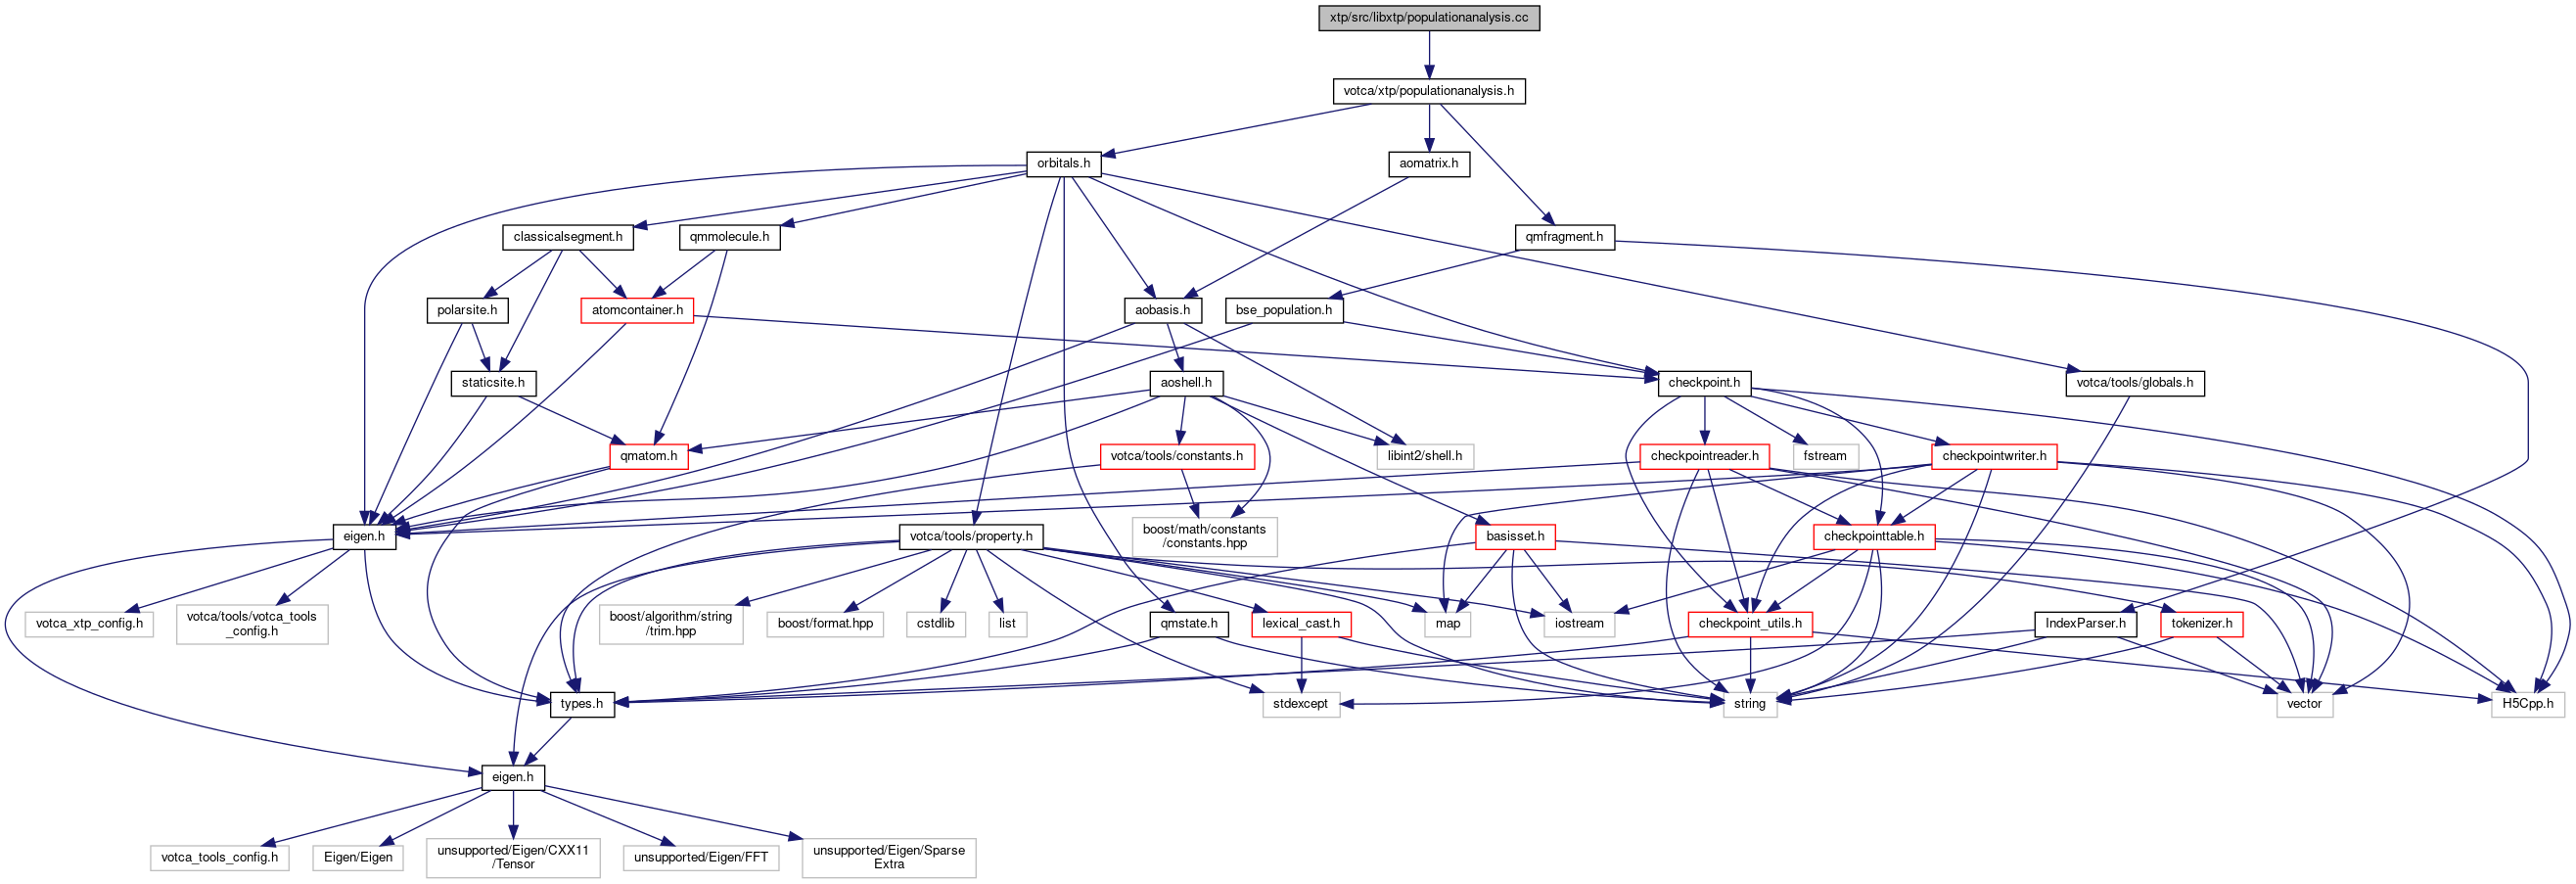 xtp/src/libxtp/populationanalysis.cc
votca/xtp/populationanalysis.h
orbitals.h
aomatrix.h
classicalsegment.h
qmmolecule.h
qmfragment.h
polarsite.h
atomcontainer.h
aobasis.h
bse_population.h
staticsite.h
aoshell.h
checkpoint.h
votca/tools/globals.h
qmatom.h
votca/tools/constants.h
libint2/shell.h
checkpointreader.h
fstream
checkpointwriter.h
eigen.h
votca/tools/property.h
boost/math/constants
/constants.hpp
basisset.h
checkpointtable.h
votca_xtp_config.h
votca/tools/votca_tools
_config.h
boost/algorithm/string
/trim.hpp
boost/format.hpp
cstdlib
list
qmstate.h
lexical_cast.h
map
iostream
checkpoint_utils.h
IndexParser.h
tokenizer.h
types.h
stdexcept
string
vector
H5Cpp.h
eigen.h
votca_tools_config.h
Eigen/Eigen
unsupported/Eigen/CXX11
/Tensor
unsupported/Eigen/FFT
unsupported/Eigen/Sparse
Extra